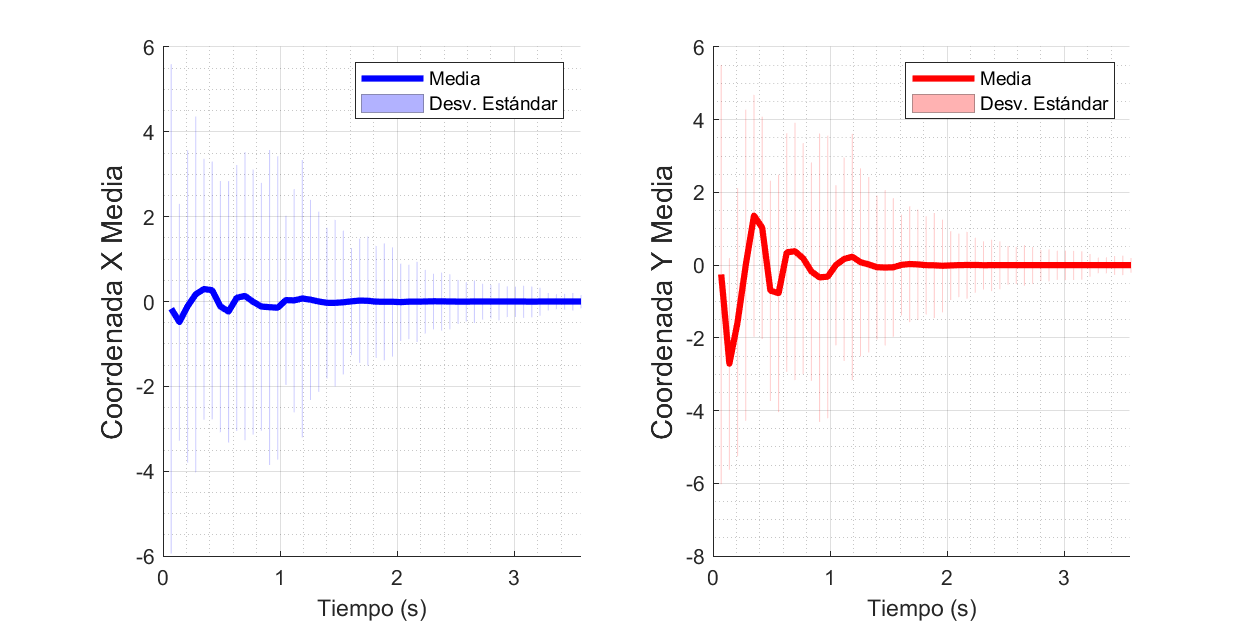 Coordenada X Media
6
4
2
0
-2
-4
-6
0 1 2 3
Tiempo (s)
Media
Desv. Estándar
Coordenada Y Media
6
4
2
0
-2
-4
-6
-8
0 1 2 3
Tiempo (s)
Media
Desv. Estándar